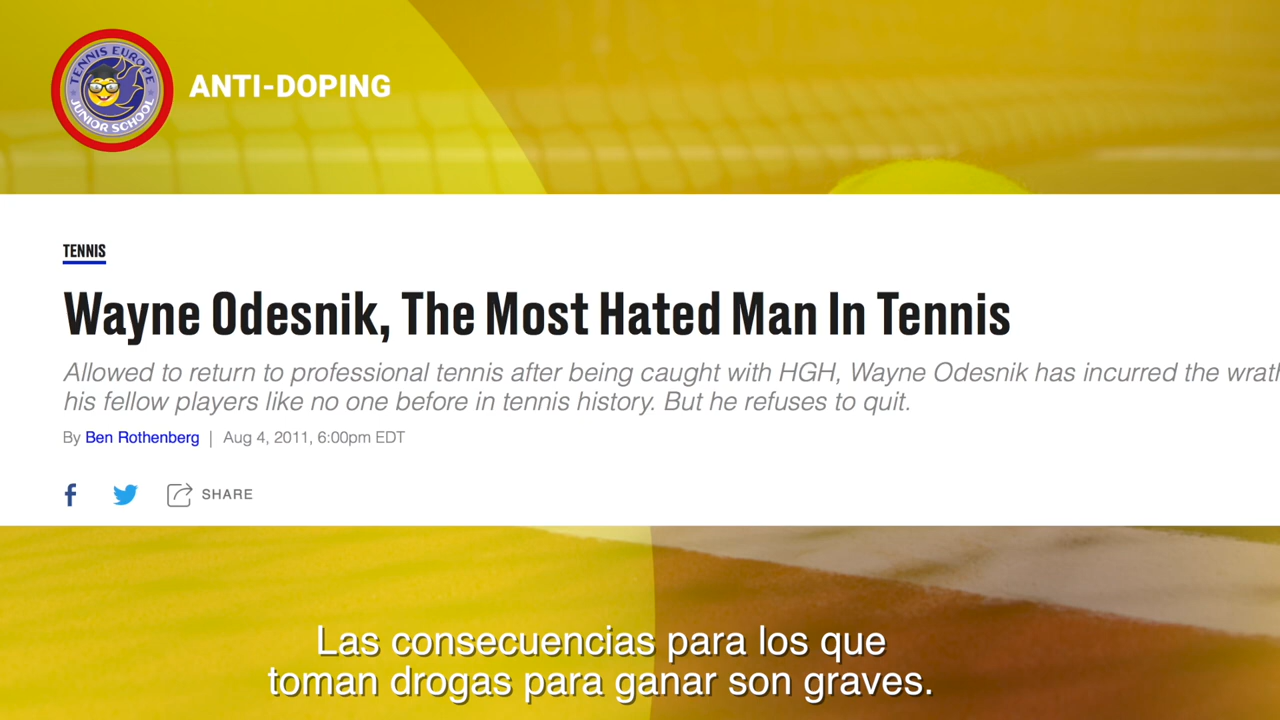 TENNIS EUROPE
JUNIOR SCHOOL
ANTI-DOPING
TENNIS
Wayne Odesnik, The Most Hated Man In Tennis
Allowed to return to professional tennis after being caught with HGH, Wayne Odesnik has incurred the wrath
his fellow players like no one before in tennis history. But he refuses to quit.
By Ben Rothenberg | Aug 4, 2011, 6:00pm EDT
SHARE
Las consecuencias para los que
toman drogas para ganar son graves.